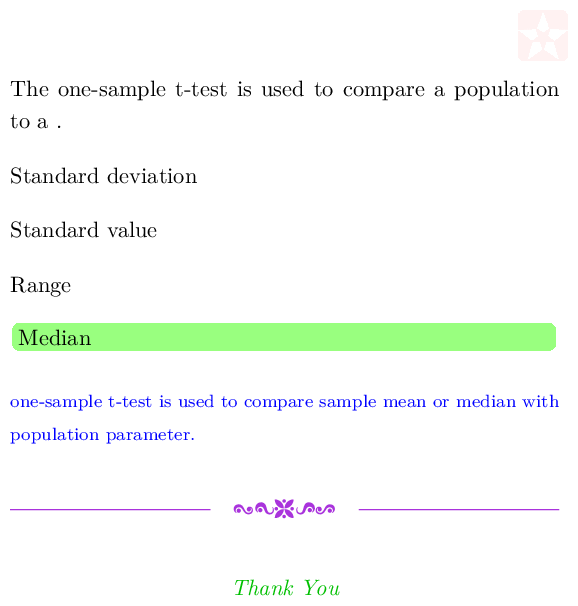 The one-sample t-test is used to compare a population
to a .
Standard deviation
Standard value
Range
Median
one-sample t-test is used to compare sample mean or median with
population parameter.
Thank You